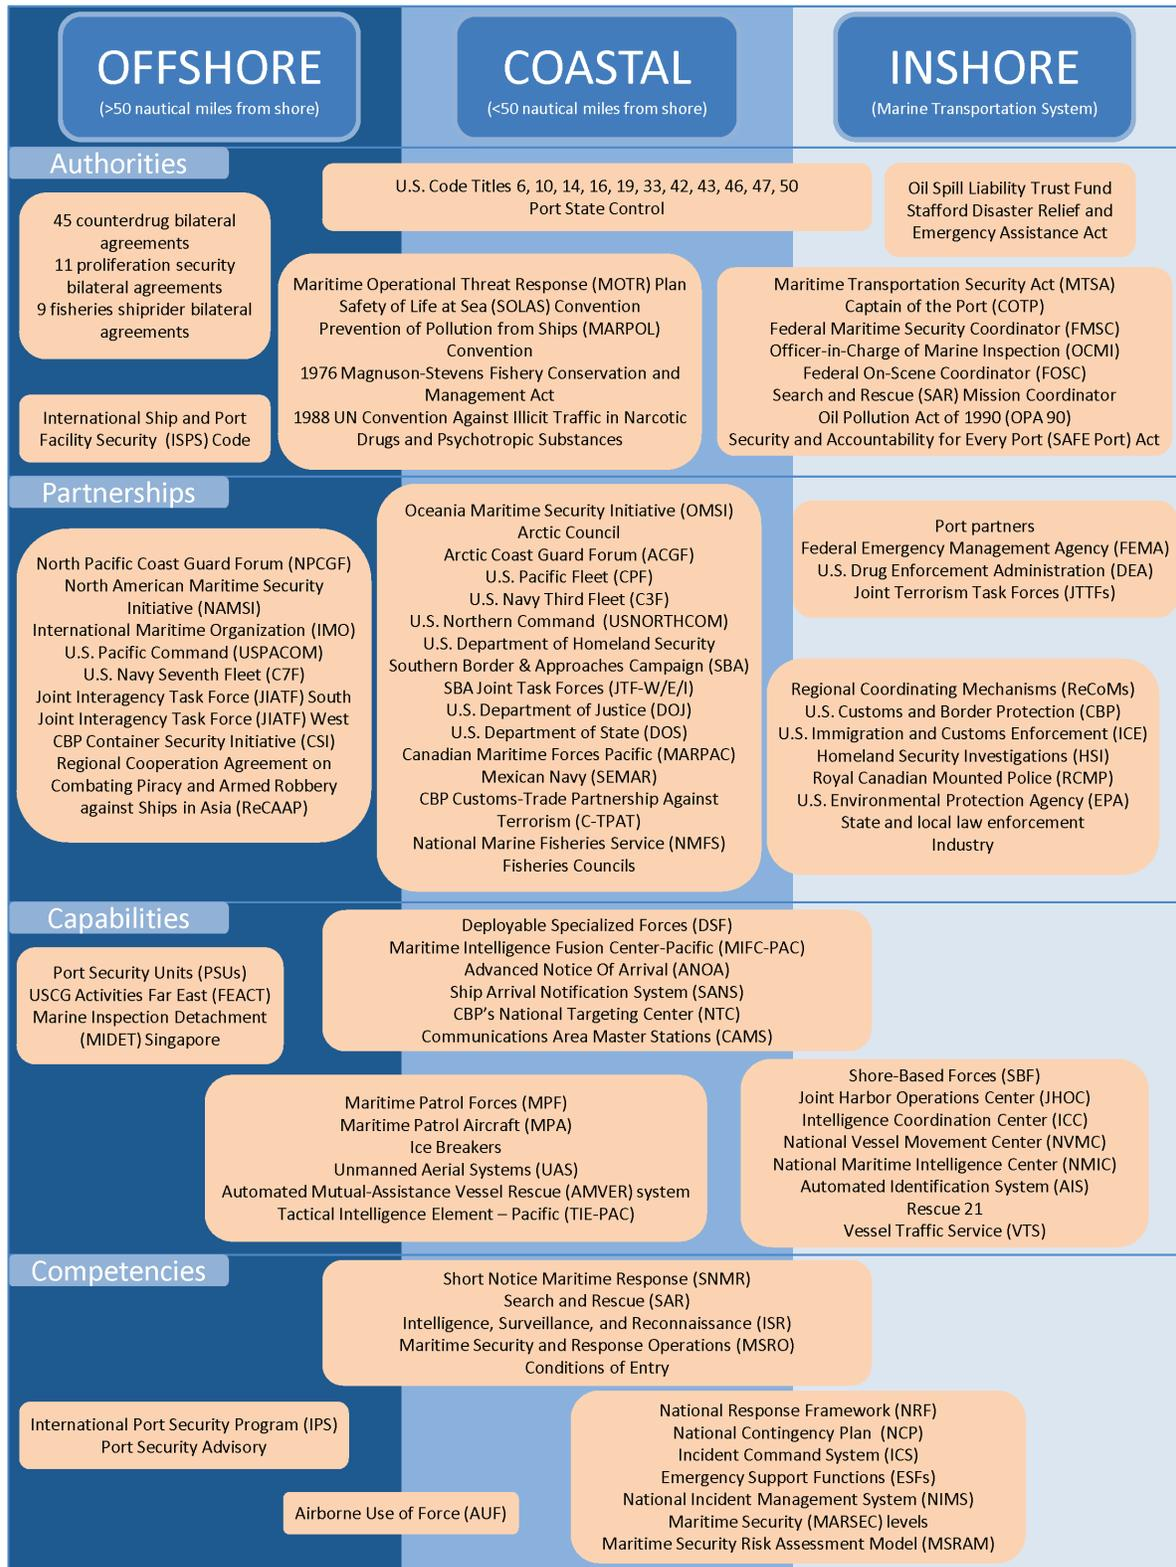 OFFSHORE
(>50 nautical miles from shore)
COASTAL
(<50 nautical miles from shore)
INSHORE
(Marine Transportation System)
Authorities
45 counterdrug bilateral
agreements
11 proliferation security
bilateral agreements
9 fisheries shiprider bilateral
agreements
International Ship and Port
Facility Security (ISPS) Code
U.S. Code Titles 6, 10, 14, 16, 19, 33, 42, 43, 46, 47, 50
Port State Control
Maritime Operational Threat Response (MOTR) Plan
Safety of Life at Sea (SOLAS) Convention
Prevention of Pollution from Ships (MARPOL)
Convention
1976 Magnuson-Stevens Fishery Conservation and
Management Act
1988 UN Convention Against Illicit Traffic in Narcotic
Drugs and Psychotropic Substances
Oil Spill Liability Trust Fund
Stafford Disaster Relief and
Emergency Assistance Act
Maritime Transportation Security Act (MTSA)
Captain of the Port (COTP)
Federal Maritime Security Coordinator (FMSC)
Officer-in-Charge of Marine Inspection (OCMI)
Federal On-Scene Coordinator (FOSC)
Search and Rescue (SAR) Mission Coordinator
Oil Pollution Act of 1990 (OPA 90)
Security and Accountability for Every Port (SAFE Port) Act
Partnerships
North Pacific Coast Guard Forum (NPCGF)
North American Maritime Security
Initiative (NAMSI)
International Maritime Organization (IMO)
U.S. Pacific Command (USPACOM)
U.S. Navy Seventh Fleet (C7F)
Joint Interagency Task Force (JIATF) South
Joint Interagency Task Force (JIATF) West
CBP Container Security Initiative (CSI)
Regional Cooperation Agreement on
Combating Piracy and Armed Robbery
against Ships in Asia (ReCAAP)
Oceania Maritime Security Initiative (OMSI)
Arctic Council
Arctic Coast Guard Forum (ACGF)
U.S. Pacific Fleet (CPF)
U.S. Navy Third Fleet (C3F)
U.S. Northern Command (USNORTHCOM)
U.S. Department of Homeland Security
Southern Border & Approaches Campaign (SBA)
SBA Joint Task Forces (JTF-W/E/I)
U.S. Department of Justice (DOJ)
U.S. Department of State (DOS)
Canadian Maritime Forces Pacific (MARPAC)
Mexican Navy (SEMAR)
CBP Customs-Trade Partnership Against
Terrorism (C-TPAT)
National Marine Fisheries Service (NMFS)
Fisheries Councils
Port partners
Federal Emergency Management Agency (FEMA)
U.S. Drug Enforcement Administration (DEA)
Joint Terrorism Task Forces (JTTFs)
Regional Coordinating Mechanisms (ReCoMs)
U.S. Customs and Border Protection (CBP)
U.S. Immigration and Customs Enforcement (ICE)
Homeland Security Investigations (HSI)
Royal Canadian Mounted Police (RCMP)
U.S. Environmental Protection Agency (EPA)
State and local law enforcement
Industry
Capabilities
Port Security Units (PSUs)
USCG Activities Far East (FEACT)
Marine Inspection Detachment
(MIDET) Singapore
Deployable Specialized Forces (DSF)
Maritime Intelligence Fusion Center-Pacific (MIFC-PAC)
Advanced Notice Of Arrival (ANOA)
Ship Arrival Notification System (SANS)
CBP's National Targeting Center (NTC)
Communications Area Master Stations (CAMS)
Maritime Patrol Forces (MPF)
Maritime Patrol Aircraft (MPA)
Ice Breakers
Unmanned Aerial Systems (UAS)
Automated Mutual-Assistance Vessel Rescue (AMVER) system
Tactical Intelligence Element – Pacific (TIE-PAC)
Shore-Based Forces (SBF)
Joint Harbor Operations Center (JHOC)
Intelligence Coordination Center (ICC)
National Vessel Movement Center (NVMC)
National Maritime Intelligence Center (NMIC)
Automated Identification System (AIS)
Rescue 21
Vessel Traffic Service (VTS)
Competencies
Short Notice Maritime Response (SNMR)
Search and Rescue (SAR)
Intelligence, Surveillance, and Reconnaissance (ISR)
Maritime Security and Response Operations (MSRO)
Conditions of Entry
International Port Security Program (IPS)
Port Security Advisory
Airborne Use of Force (AUF)
National Response Framework (NRF)
National Contingency Plan (NCP)
Incident Command System (ICS)
Emergency Support Functions (ESFs)
National Incident Management System (NIMS)
Maritime Security (MARSEC) levels
Maritime Security Risk Assessment Model (MSRAM)